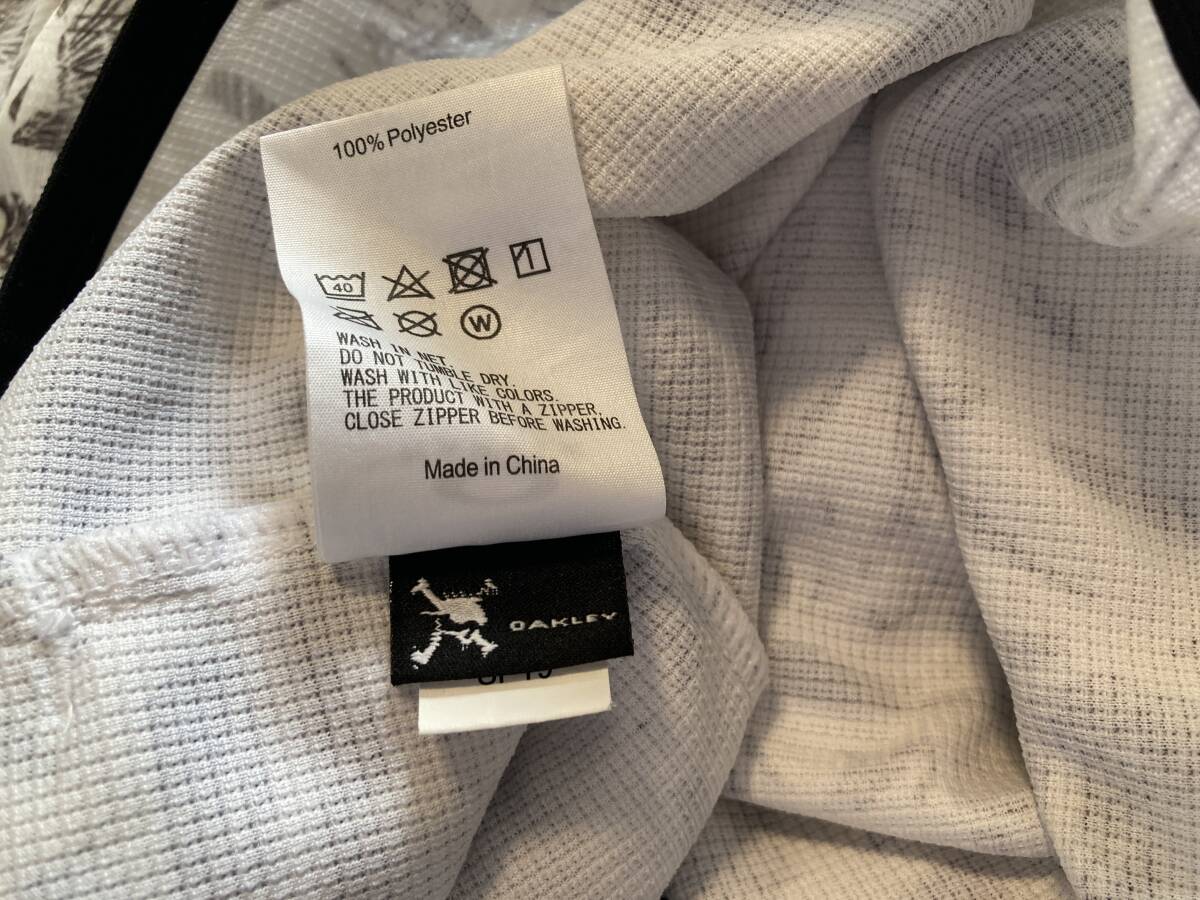 100% Polyester
40
W
WASH IN NET.
DO NOT TUMBLE DRY.
WASH WITH LIKE COLORS.
THE PRODUCT WITH A ZIPPER,
CLOSE ZIPPER BEFORE WASHING.
Made in China
OAKLEY